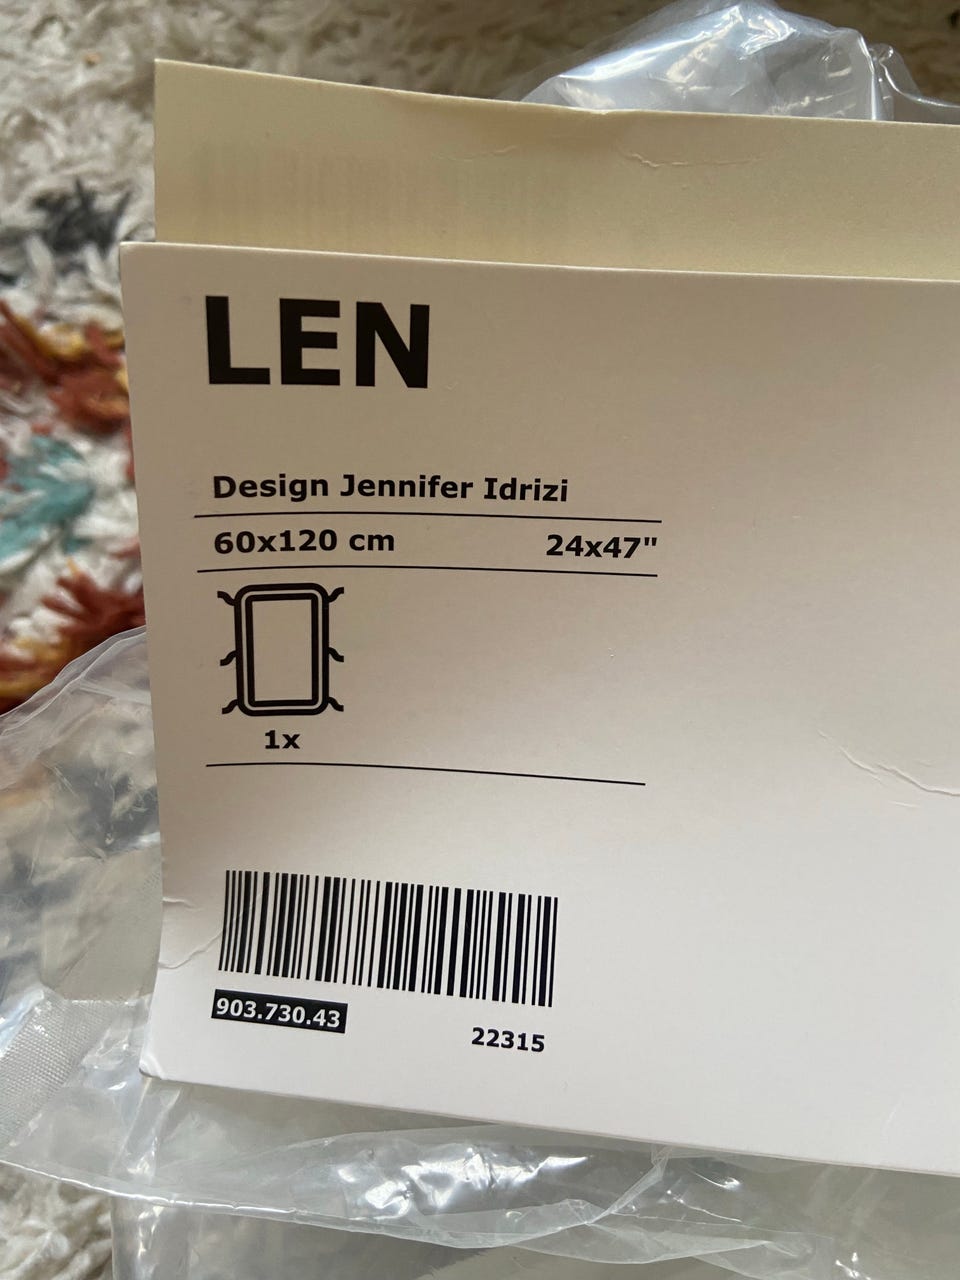 LEN
Design Jennifer Idrizi
60x120 cm 24x47"
1x
903.730.43
22315